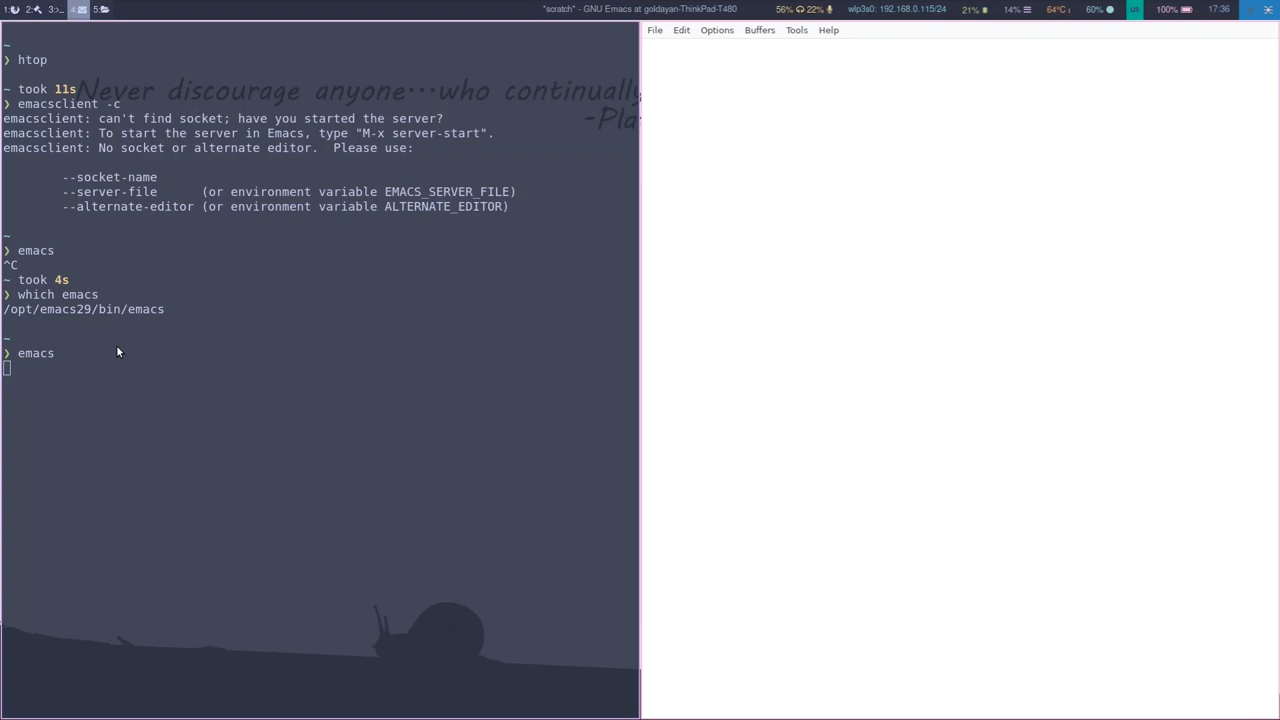 1: 2: 3: 4 5: *scratch* - GNU Emacs at goldayan-ThinkPad-T480 56% 22% wlp3s0: 192.168.0.115/24 21% 14% 64°C 60% us 100% 17:36
File Edit Options Buffers Tools Help
~
❯ htop
Never discourage anyone...who continually
-Pla
~ took 11s
❯ emacsclient -c
emacsclient: can't find socket; have you started the server?
emacsclient: To start the server in Emacs, type "M-x server-start".
emacsclient: No socket or alternate editor.  Please use:
--socket-name
--server-file      (or environment variable EMACS_SERVER_FILE)
--alternate-editor (or environment variable ALTERNATE_EDITOR)
~
❯ emacs
^C
~ took 4s
❯ which emacs
/opt/emacs29/bin/emacs
~
❯ emacs